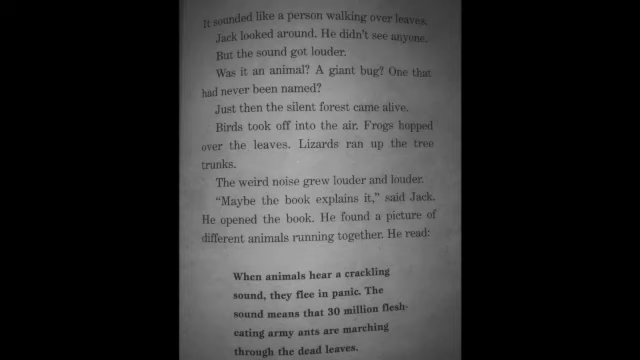 It sounded like a person walking over leaves.
Jack looked around. He didn't see anyone.
But the sound got louder.
Was it an animal? A giant bug? One that
had never been named?
Just then the silent forest came alive.
Birds took off into the air. Frogs hopped
over the leaves. Lizards ran up the tree
trunks.
The weird noise grew louder and louder.
“Maybe the book explains it,” said Jack.
He opened the book. He found a picture of
different animals running together. He read:
When animals hear a crackling
sound, they flee in panic. The
sound means that 30 million flesh-
eating army ants are marching
through the dead leaves.